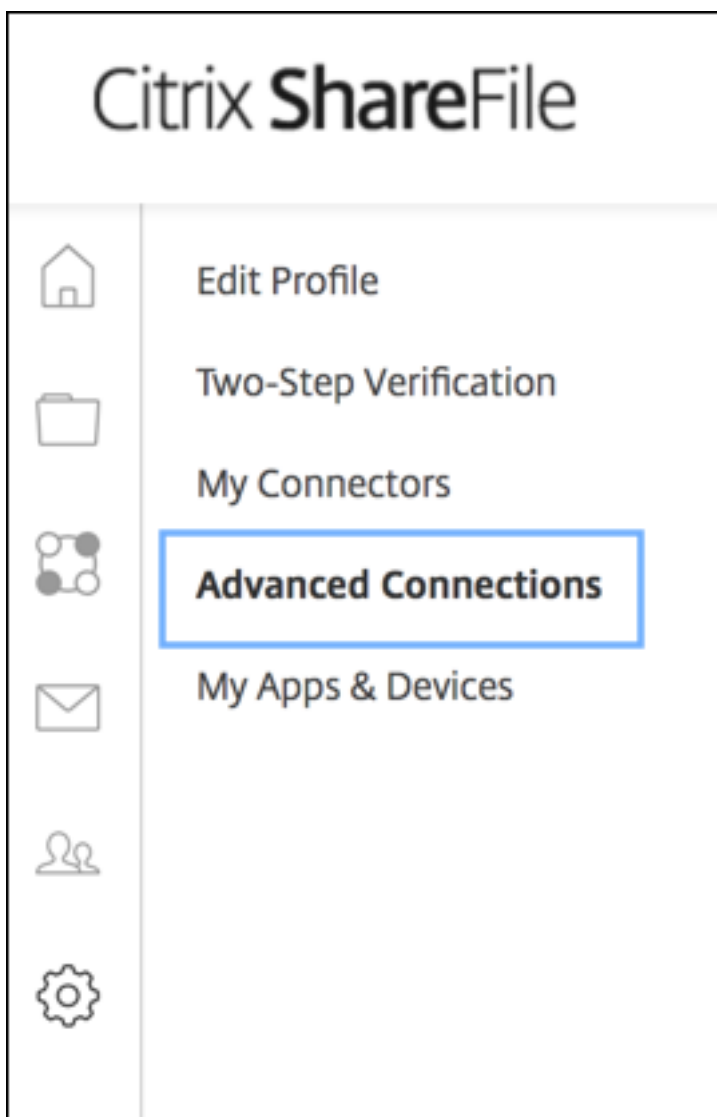 Citrix ShareFile
Edit Profile
Two-Step Verification
My Connectors
Advanced Connections
My Apps & Devices